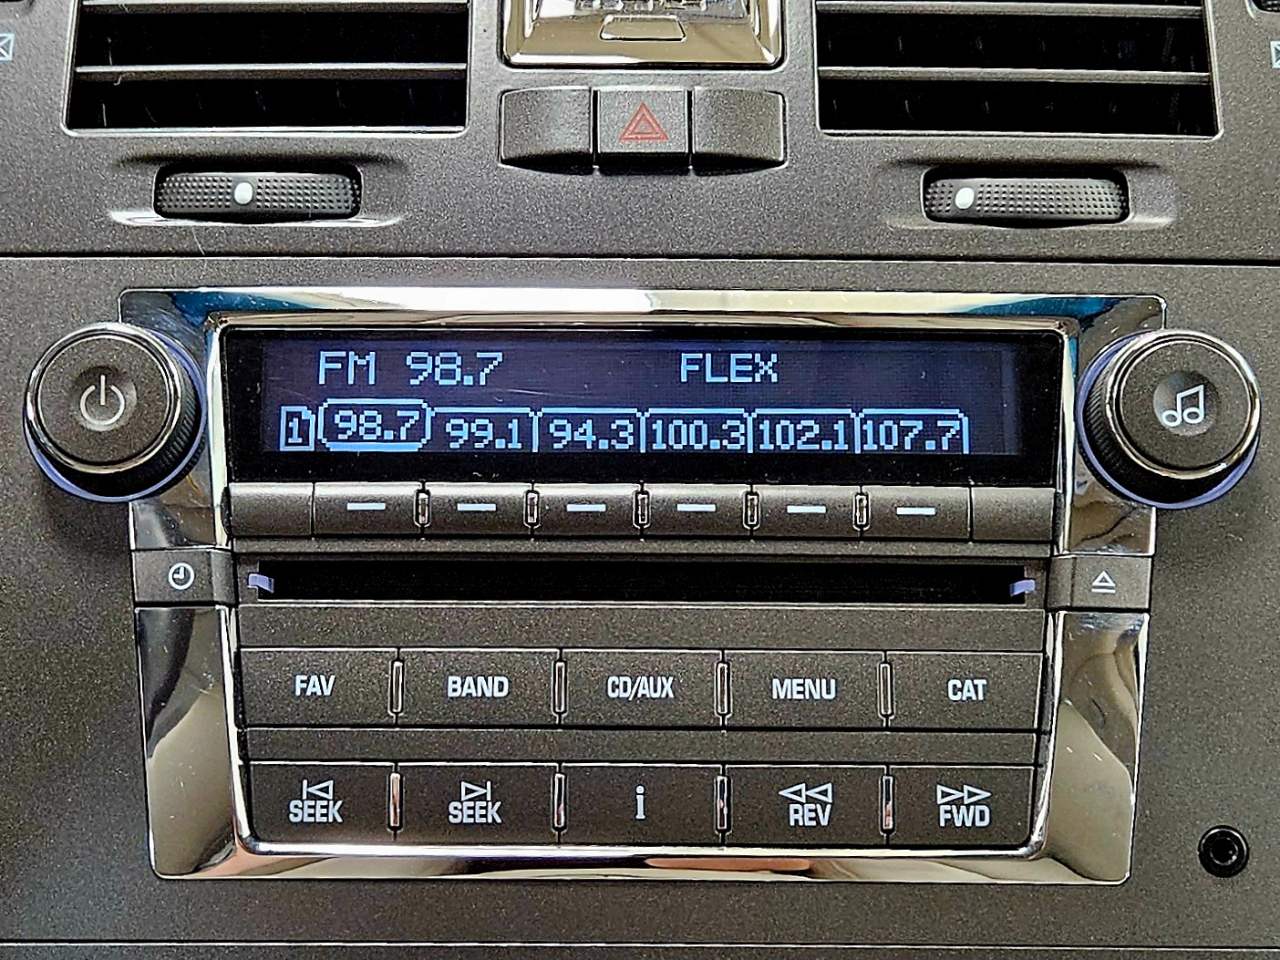 FM 98.7 FLEX
1 98.7 99.1 94.3 100.3 102.1 107.7
FAV BAND CD/AUX MENU CAT
SEEK SEEK i REV FWD